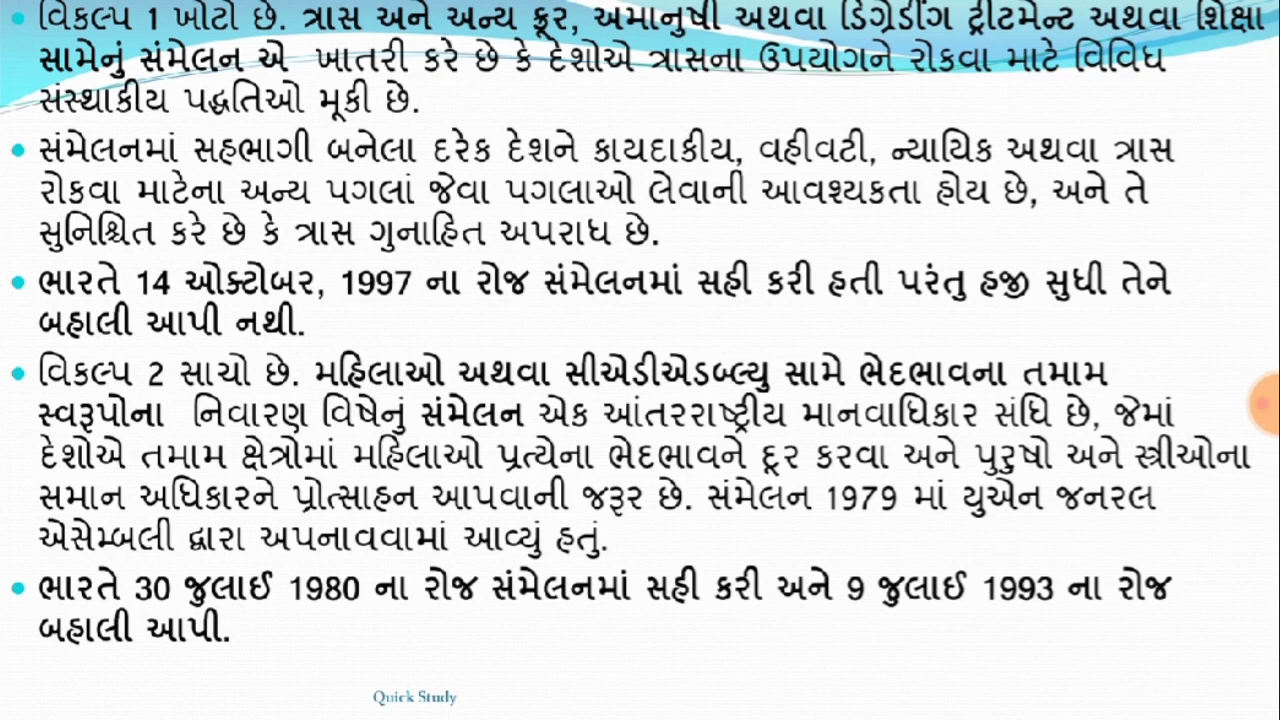 • વિકલ્પ 1 ખોટો છે. ત્રાસ અને અન્ય ક્રૂર, અમાનુષી અથવા ડિગ્રેડીંગ ટ્રીટમેન્ટ અથવા શિક્ષા
સામેનું સંમેલન એ ખાતરી કરે છે કે દેશોએ ત્રાસના ઉપયોગને રોકવા માટે વિવિધ
સંસ્થાકીય પદ્ધતિઓ મૂકી છે.
• સંમેલનમાં સહભાગી બનેલા દરેક દેશને કાયદાકીય, વહીવટી, ન્યાયિક અથવા ત્રાસ
રોકવા માટેના અન્ય પગલાં જેવા પગલાઓ લેવાની આવશ્યકતા હોય છે, અને તે
સુનિશ્ચિત કરે છે કે ત્રાસ ગુનાહિત અપરાધ છે.
• ભારતે 14 ઓક્ટોબર, 1997 ના રોજ સંમેલનમાં સહી કરી હતી પરંતુ હજી સુધી તેને
બહાલી આપી નથી.
• વિકલ્પ 2 સાચો છે. મહિલાઓ અથવા સીએડીએડબ્લ્યુ સામે ભેદભાવના તમામ
સ્વરૂપોના નિવારણ વિષેનું સંમેલન એક આંતરરાષ્ટ્રીય માનવાધિકાર સંધિ છે, જેમાં
દેશોએ તમામ ક્ષેત્રોમાં મહિલાઓ પ્રત્યેના ભેદભાવને દૂર કરવા અને પુરુષો અને સ્ત્રીઓના
સમાન અધિકારને પ્રોત્સાહન આપવાની જરૂર છે. સંમેલન 1979 માં યુએન જનરલ
એસેમ્બલી દ્વારા અપનાવવામાં આવ્યું હતું.
• ભારતે 30 જુલાઈ 1980 ના રોજ સંમેલનમાં સહી કરી અને 9 જુલાઈ 1993 ના રોજ
બહાલી આપી.
Quick Study